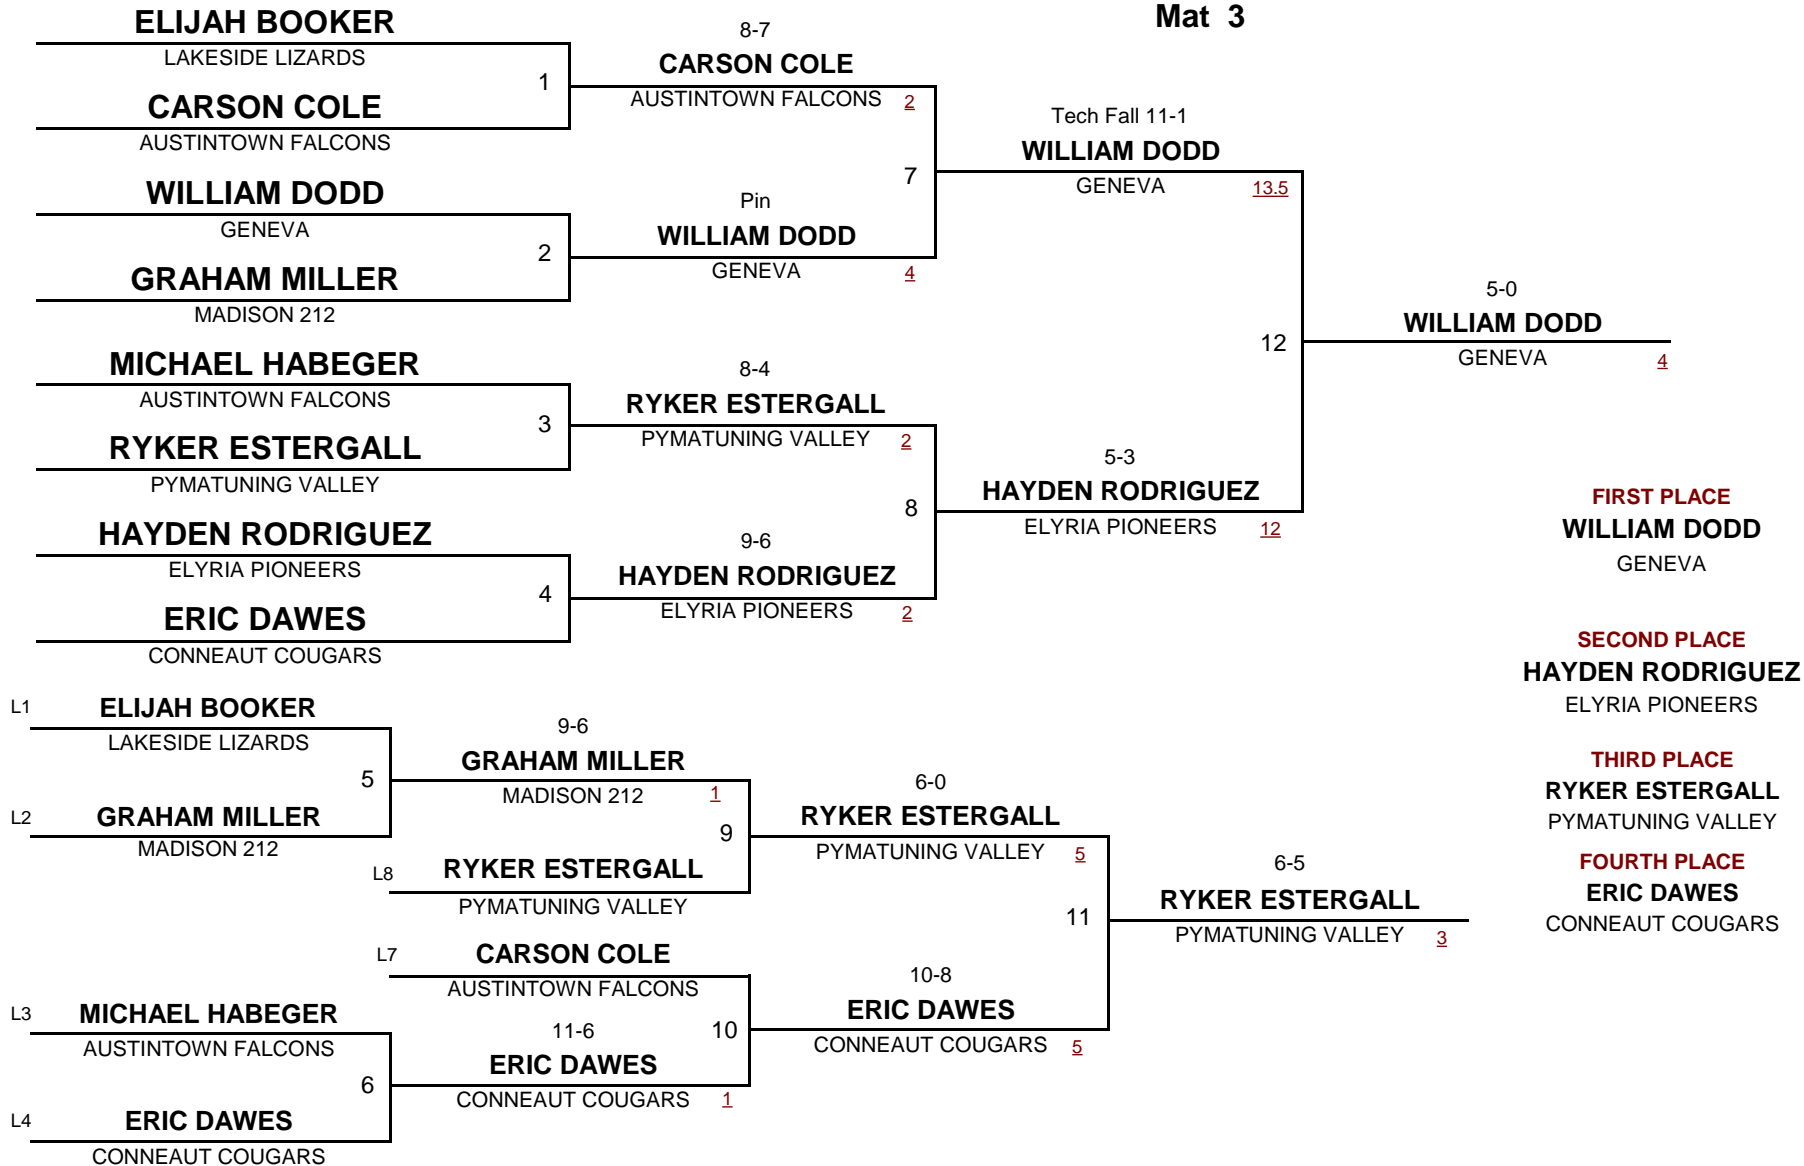 Mat 3
ELIJAH BOOKER
LAKESIDE LIZARDS
1
CARSON COLE
AUSTINTOWN FALCONS
8-7
CARSON COLE
AUSTINTOWN FALCONS 2
WILLIAM DODD
GENEVA
2
GRAHAM MILLER
MADISON 212
Pin
WILLIAM DODD
GENEVA 4
7
Tech Fall 11-1
WILLIAM DODD
GENEVA 13.5
MICHAEL HABEGER
AUSTINTOWN FALCONS
3
RYKER ESTERGALL
PYMATUNING VALLEY
8-4
RYKER ESTERGALL
PYMATUNING VALLEY 2
HAYDEN RODRIGUEZ
ELYRIA PIONEERS
4
ERIC DAWES
CONNEAUT COUGARS
9-6
HAYDEN RODRIGUEZ
ELYRIA PIONEERS 2
8
5-3
HAYDEN RODRIGUEZ
ELYRIA PIONEERS 12
12
5-0
WILLIAM DODD
GENEVA 4
FIRST PLACE
WILLIAM DODD
GENEVA
SECOND PLACE
HAYDEN RODRIGUEZ
ELYRIA PIONEERS
THIRD PLACE
RYKER ESTERGALL
PYMATUNING VALLEY
FOURTH PLACE
ERIC DAWES
CONNEAUT COUGARS
L1 ELIJAH BOOKER
LAKESIDE LIZARDS
5
L2 GRAHAM MILLER
MADISON 212
9-6
GRAHAM MILLER
MADISON 212 1
9
L8 RYKER ESTERGALL
PYMATUNING VALLEY
6-0
RYKER ESTERGALL
PYMATUNING VALLEY 5
L7 CARSON COLE
AUSTINTOWN FALCONS
10
L3 MICHAEL HABEGER
AUSTINTOWN FALCONS
6
L4 ERIC DAWES
CONNEAUT COUGARS
11-6
ERIC DAWES
CONNEAUT COUGARS 1
10-8
ERIC DAWES
CONNEAUT COUGARS 5
11
6-5
RYKER ESTERGALL
PYMATUNING VALLEY 3